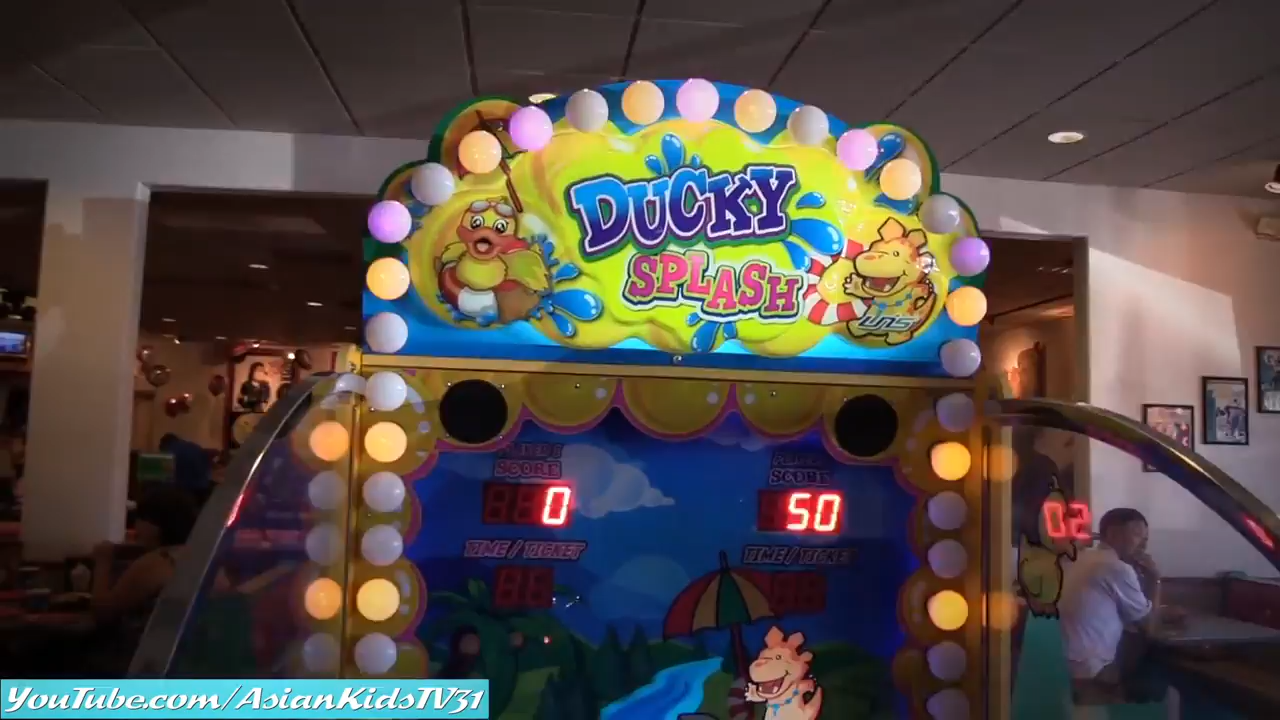 DUCKY
SPLASH
UNIS
SCORE
SCORE
0
50
TIME / TICKET
TIME / TICKET
02
YouTube.com/AsianKidsTV31